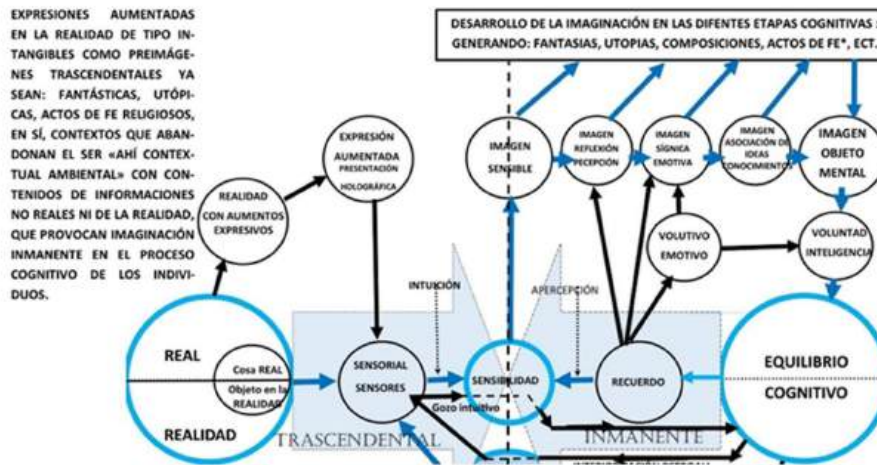 EXPRESIONES AUMENTADAS
EN LA REALIDAD DE TIPO IN-
TANGIBLES COMO PREIMÁGE-
NES TRASCENDENTALES YA
SEAN: FANTÁSTICAS, UTÓPI-
CAS, ACTOS DE FE RELIGIOSOS,
EN SÍ, CONTEXTOS QUE ABAN-
DONAN EL SER «AHÍ CONTEX-
TUAL AMBIENTAL» CON CON-
TENIDOS DE INFORMACIONES
NO REALES NI DE LA REALIDAD,
QUE PROVOCAN IMAGINACIÓN
INMANENTE EN EL PROCESO
COGNITIVO DE LOS INDIVI-
DUOS.
DESARROLLO DE LA IMAGINACIÓN EN LAS DIFENTES ETAPAS COGNITIVAS
GENERANDO: FANTASIAS, UTOPIAS, COMPOSICIONES, ACTOS DE FE*, ECT.
EXPRESIÓN
AUMENTADA
PRESENTACIÓN
HOLOGRÁFICA
REALIDAD
CON AUMENTOS
EXPRESIVOS
IMAGEN
SENSIBLE
IMAGEN
REFLEXIÓN
PECEPCIÓN
IMAGEN
SÍGNICA
EMOTIVA
IMAGEN
ASOCIACIÓN DE
IDEAS
CONOCIMIENTOS
IMAGEN
OBJETO
MENTAL
VOLUTIVO
EMOTIVO
VOLUNTAD
INTELIGENCIA
INTUICIÓN
APERCEPCIÓN
REAL
REALIDAD
Cosa REAL
Objeto en la
REALIDAD
SENSORIAL
SENSORES
SENSIBILIDAD
RECUERDO
EQUILIBRIO
COGNITIVO
Gozo intuitivo
TRASCENDENTAL
INMANENTE